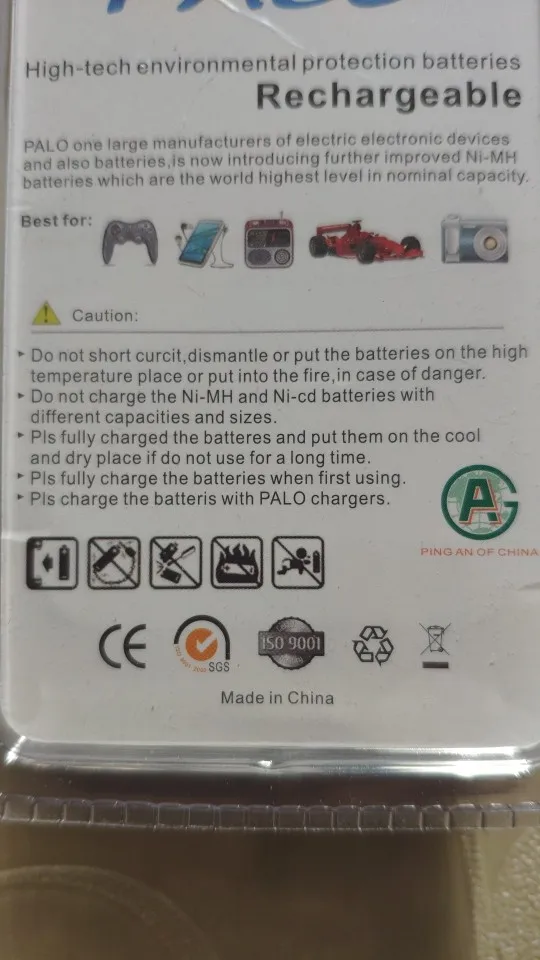 PALO
High-tech environmental protection batteries
Rechargeable
PALO one large manufacturers of electric electronic devices
and also batteries,is now introducing further improved Ni-MH
batteries which are the world highest level in nominal capacity.
Best for:
Caution:
Do not short curcit,dismantle or put the batteries on the high
temperature place or put into the fire,in case of danger.
Do not charge the Ni-MH and Ni-cd batteries with
different capacities and sizes.
Pls fully charged the batteres and put them on the cool
and dry place if do not use for a long time.
Pls fully charge the batteries when first using.
Pls charge the batteris with PALO chargers.
AG
PING AN OF CHINA
CE
SGS
ISO 9001
Made in China